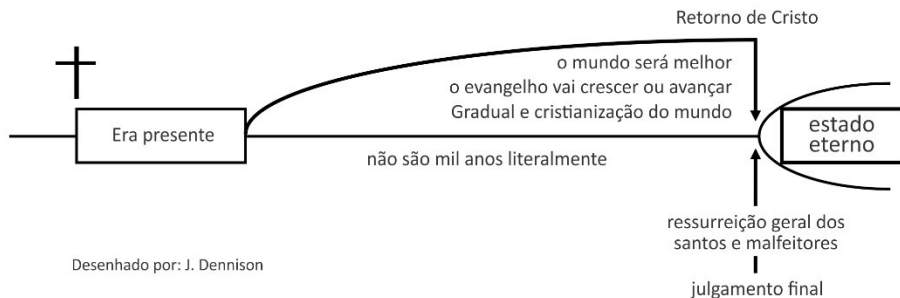 Retorno de Cristo
o mundo será melhor
o evangelho vai crescer ou avançar
Gradual e cristianização do mundo
Era presente
estado
eterno
não são mil anos literalmente
ressurreição geral dos
santos e malfeitores
Desenhado por: J. Dennison
julgamento final